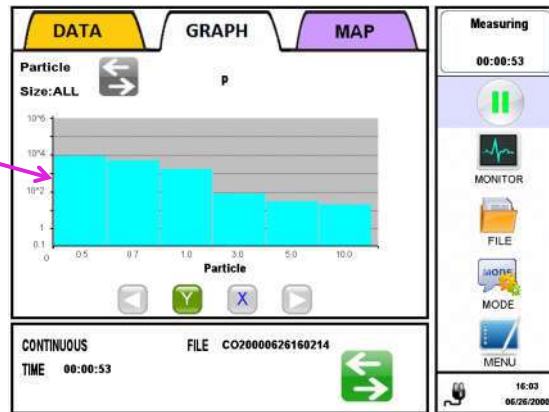 DATA
GRAPH
MAP
Particle
Size:ALL
P
10^6
10^4
10^2
1
0.1
0
0.5
0.7
1.0
3.0
5.0
10.0
Particle
Y
X
CONTINUOUS
FILE CO20000626160214
TIME 00:00:53
Measuring
00:00:53
MONITOR
FILE
MODE
MODE
MENU
16:03
06/26/2000